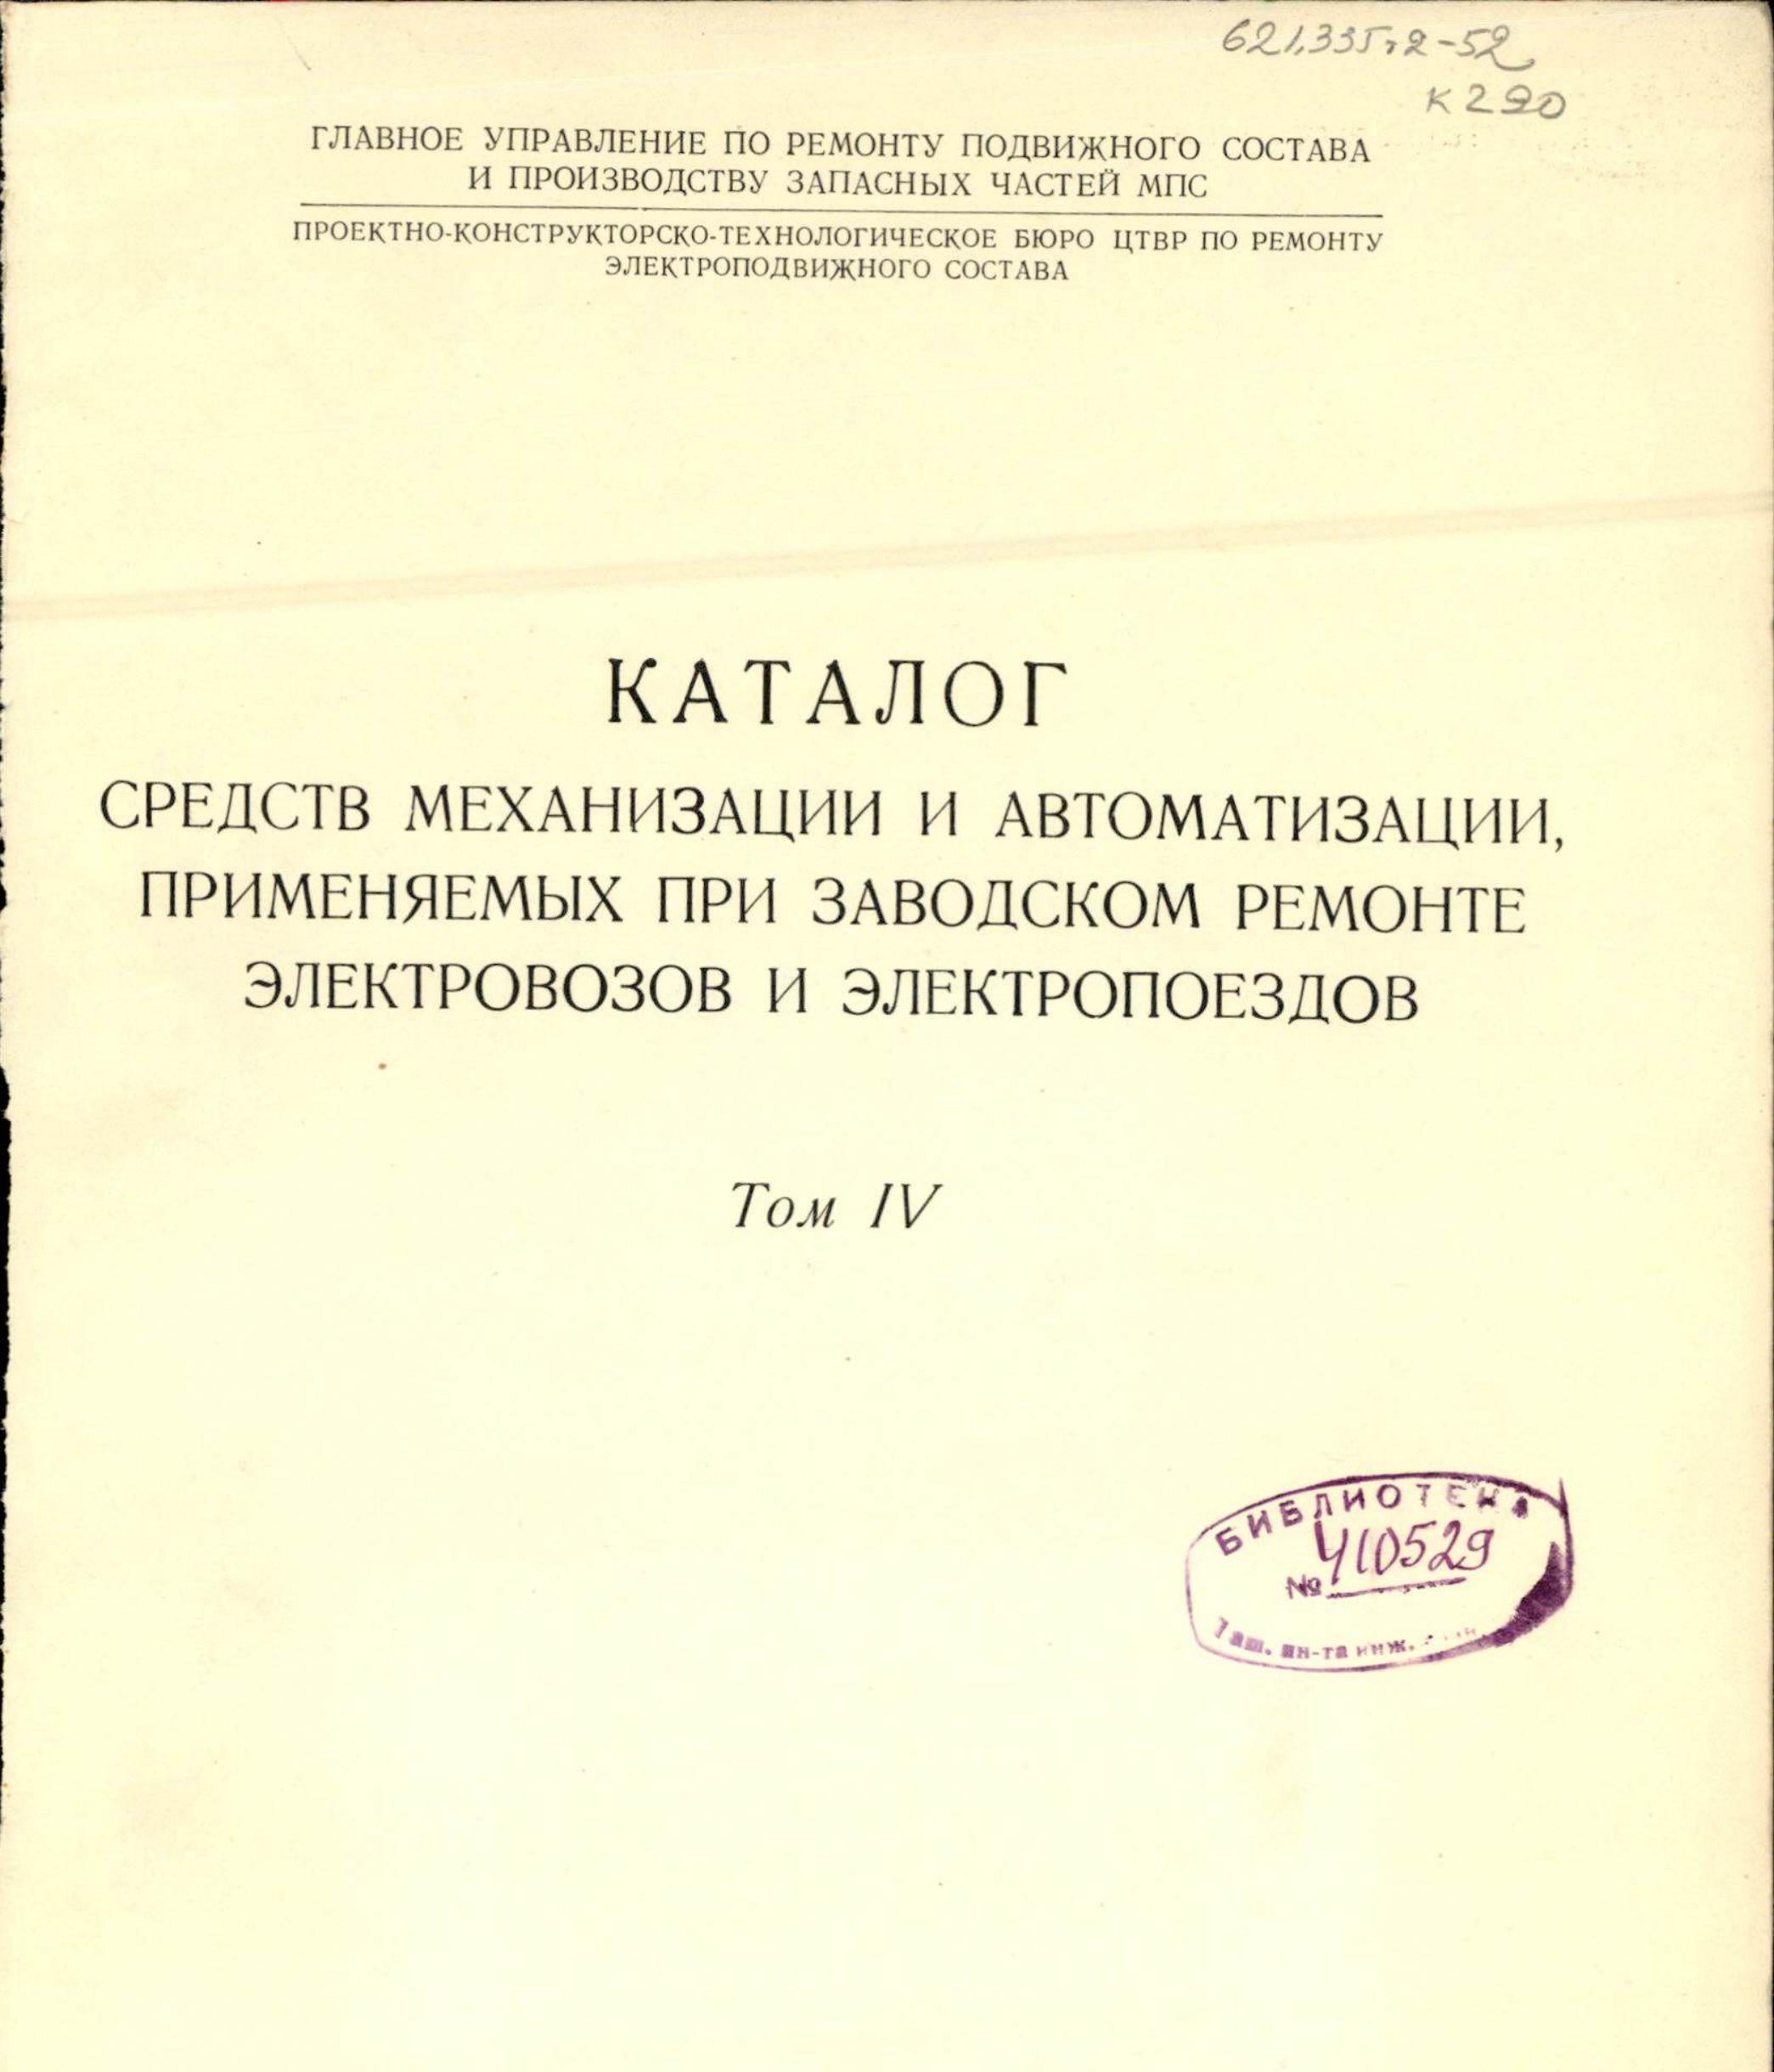 621.335.2-52
К290
ГЛАВНОЕ УПРАВЛЕНИЕ ПО РЕМОНТУ ПОДВИЖНОГО СОСТАВА
И ПРОИЗВОДСТВУ ЗАПАСНЫХ ЧАСТЕЙ МПС
ПРОЕКТНО-КОНСТРУКТОРСКО-ТЕХНОЛОГИЧЕСКОЕ БЮРО ЦТВР ПО РЕМОНТУ
ЭЛЕКТРОПОДВИЖНОГО СОСТАВА
КАТАЛОГ
СРЕДСТВ МЕХАНИЗАЦИИ И АВТОМАТИЗАЦИИ,
ПРИМЕНЯЕМЫХ ПРИ ЗАВОДСКОМ РЕМОНТЕ
ЭЛЕКТРОВОЗОВ И ЭЛЕКТРОПОЕЗДОВ
Том IV
БИБЛИОТЕКА
№ 410529
Таш. ин-та инж.